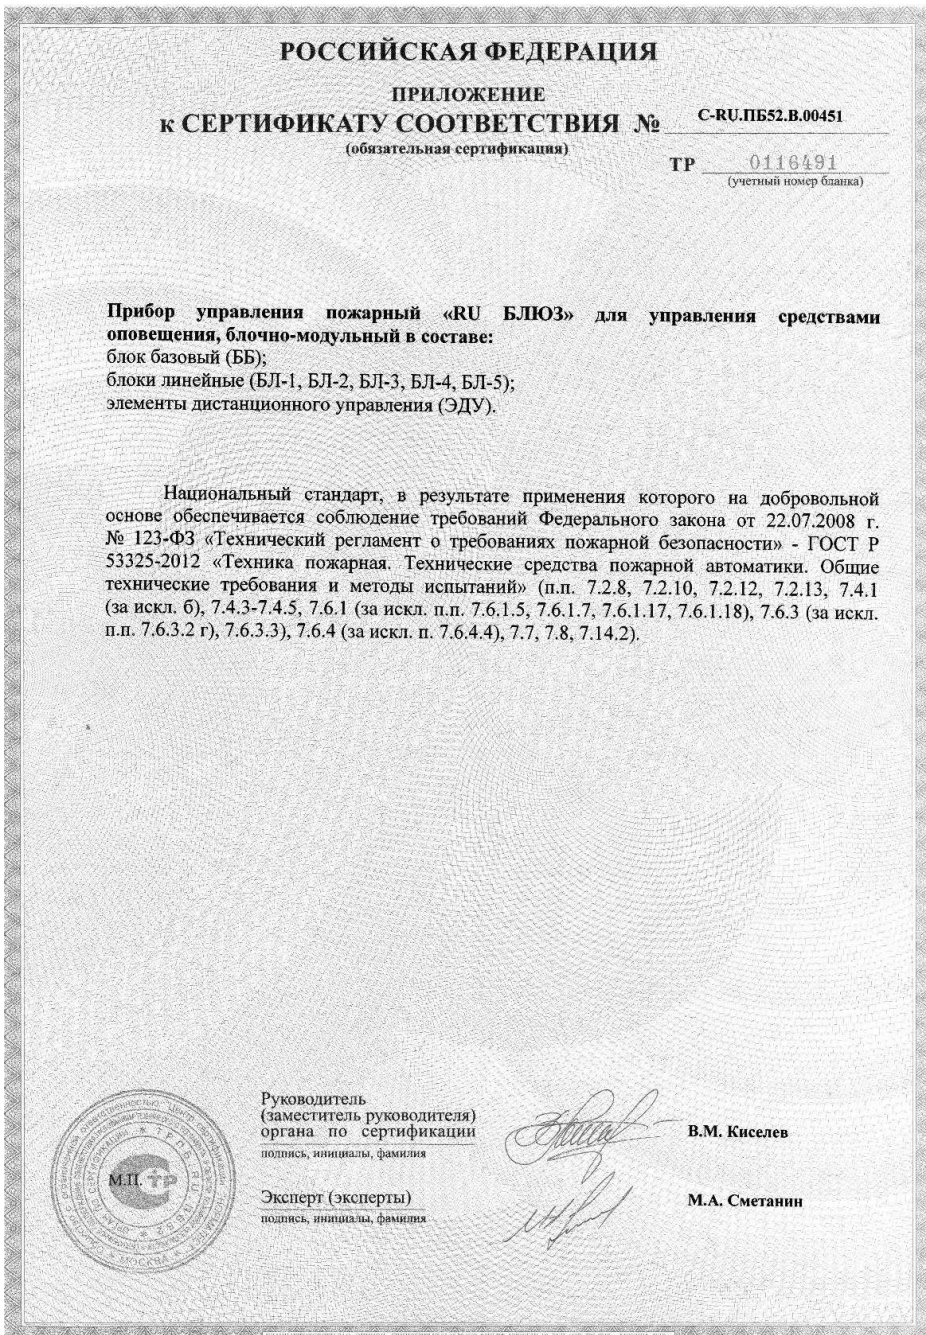 РОССИЙСКАЯ ФЕДЕРАЦИЯ
ПРИЛОЖЕНИЕ
к СЕРТИФИКАТУ СООТВЕТСТВИЯ № C-RU.ПБ52.В.00451
(обязательная сертификация)
ТР 0116491
(учетный номер бланка)
Прибор управления пожарный «RU БЛЮЗ» для управления средствами
оповещения, блочно-модульный в составе:
блок базовый (ББ);
блоки линейные (БЛ-1, БЛ-2, БЛ-3, БЛ-4, БЛ-5);
элементы дистанционного управления (ЭДУ).
Национальный стандарт, в результате применения которого на добровольной
основе обеспечивается соблюдение требований Федерального закона от 22.07.2008 г.
№ 123-ФЗ «Технический регламент о требованиях пожарной безопасности» - ГОСТ Р
53325-2012 «Техника пожарная. Технические средства пожарной автоматики. Общие
технические требования и методы испытаний» (п.п. 7.2.8, 7.2.10, 7.2.12, 7.2.13, 7.4.1
(за искл. б), 7.4.3-7.4.5, 7.6.1 (за искл. п.п. 7.6.1.5, 7.6.1.7, 7.6.1.17, 7.6.1.18), 7.6.3 (за искл.
п.п. 7.6.3.2 г), 7.6.3.3), 7.6.4 (за искл. п. 7.6.4.4), 7.7, 7.8, 7.14.2).
Руководитель
(заместитель руководителя)
органа по сертификации
подпись, инициалы, фамилия
В.М. Киселев
М.П.
Эксперт (эксперты)
подпись, инициалы, фамилия
М.А. Сметанин
МОСКВА